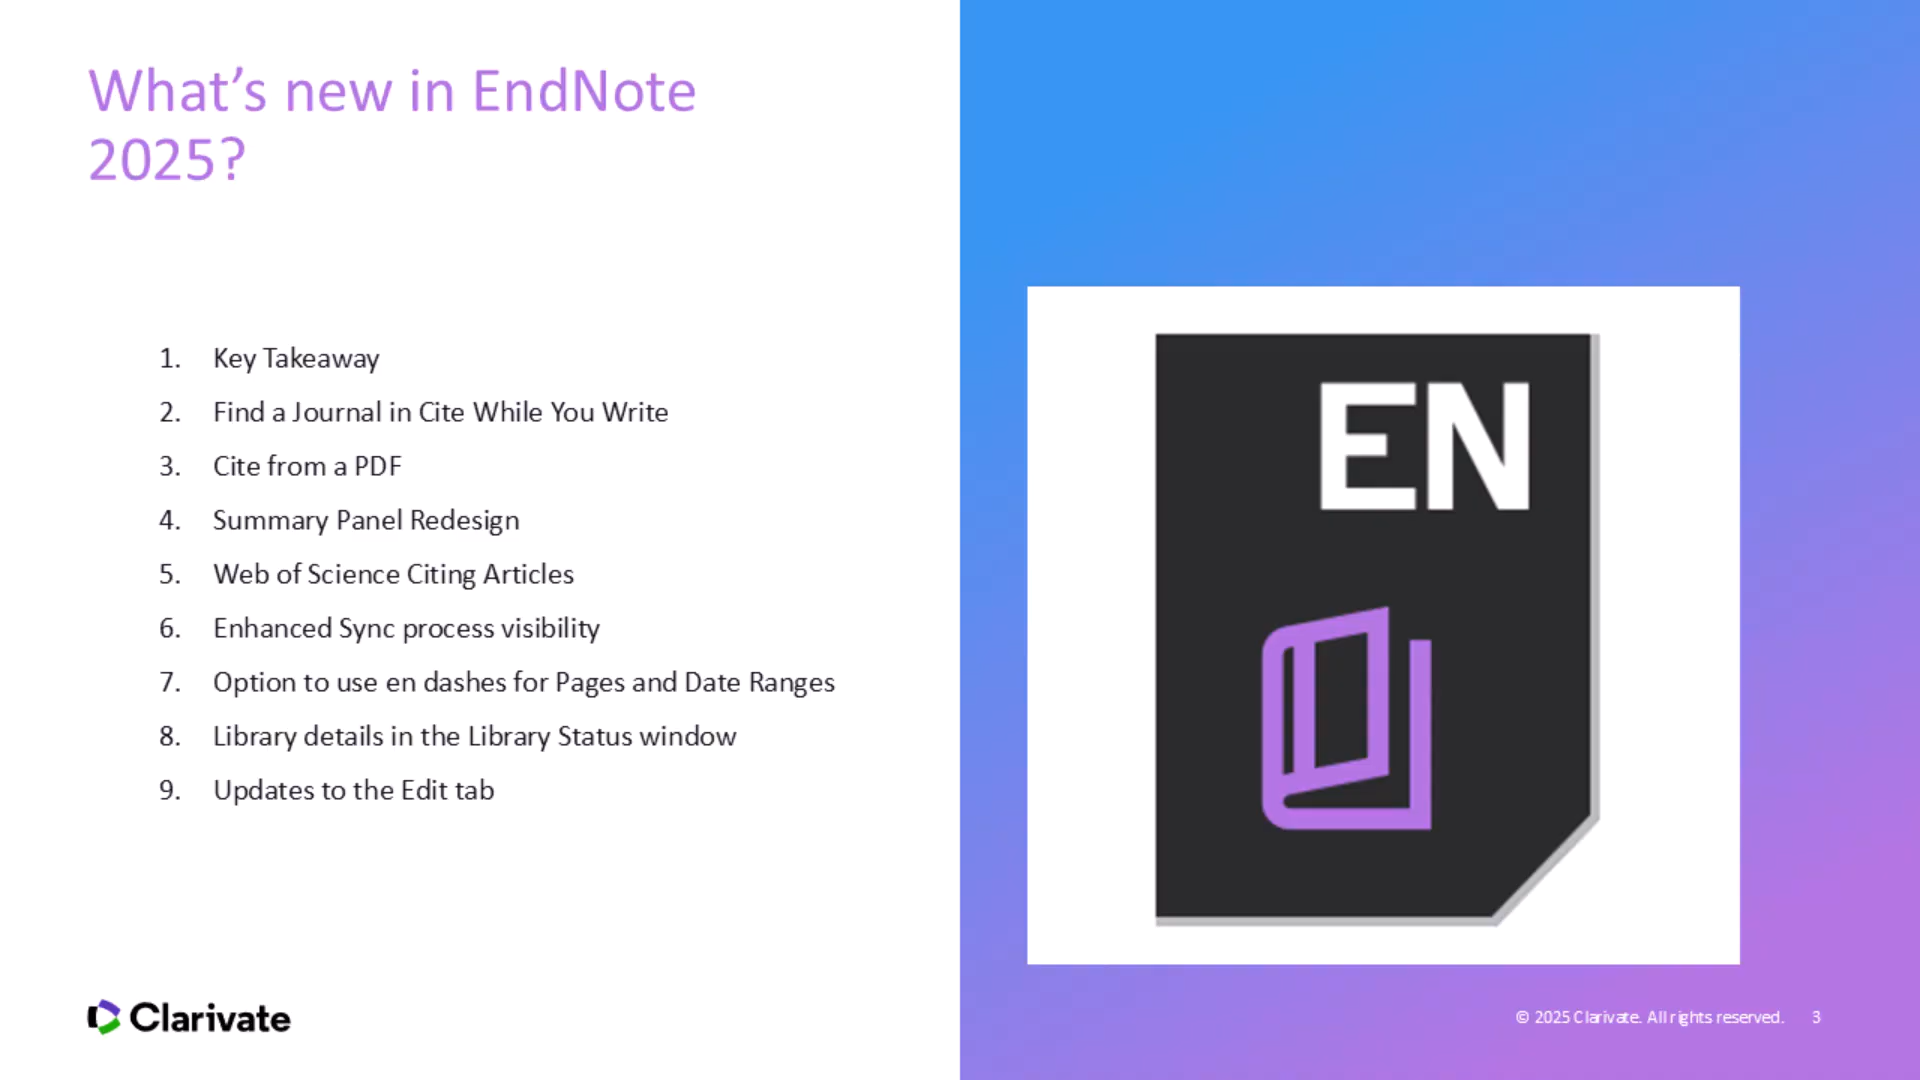 What’s new in EndNote
2025?
1. Key Takeaway
2. Find a Journal in Cite While You Write
3. Cite from a PDF
4. Summary Panel Redesign
5. Web of Science Citing Articles
6. Enhanced Sync process visibility
7. Option to use en dashes for Pages and Date Ranges
8. Library details in the Library Status window
9. Updates to the Edit tab
EN
Clarivate
© 2025 Clarivate. All rights reserved. 3